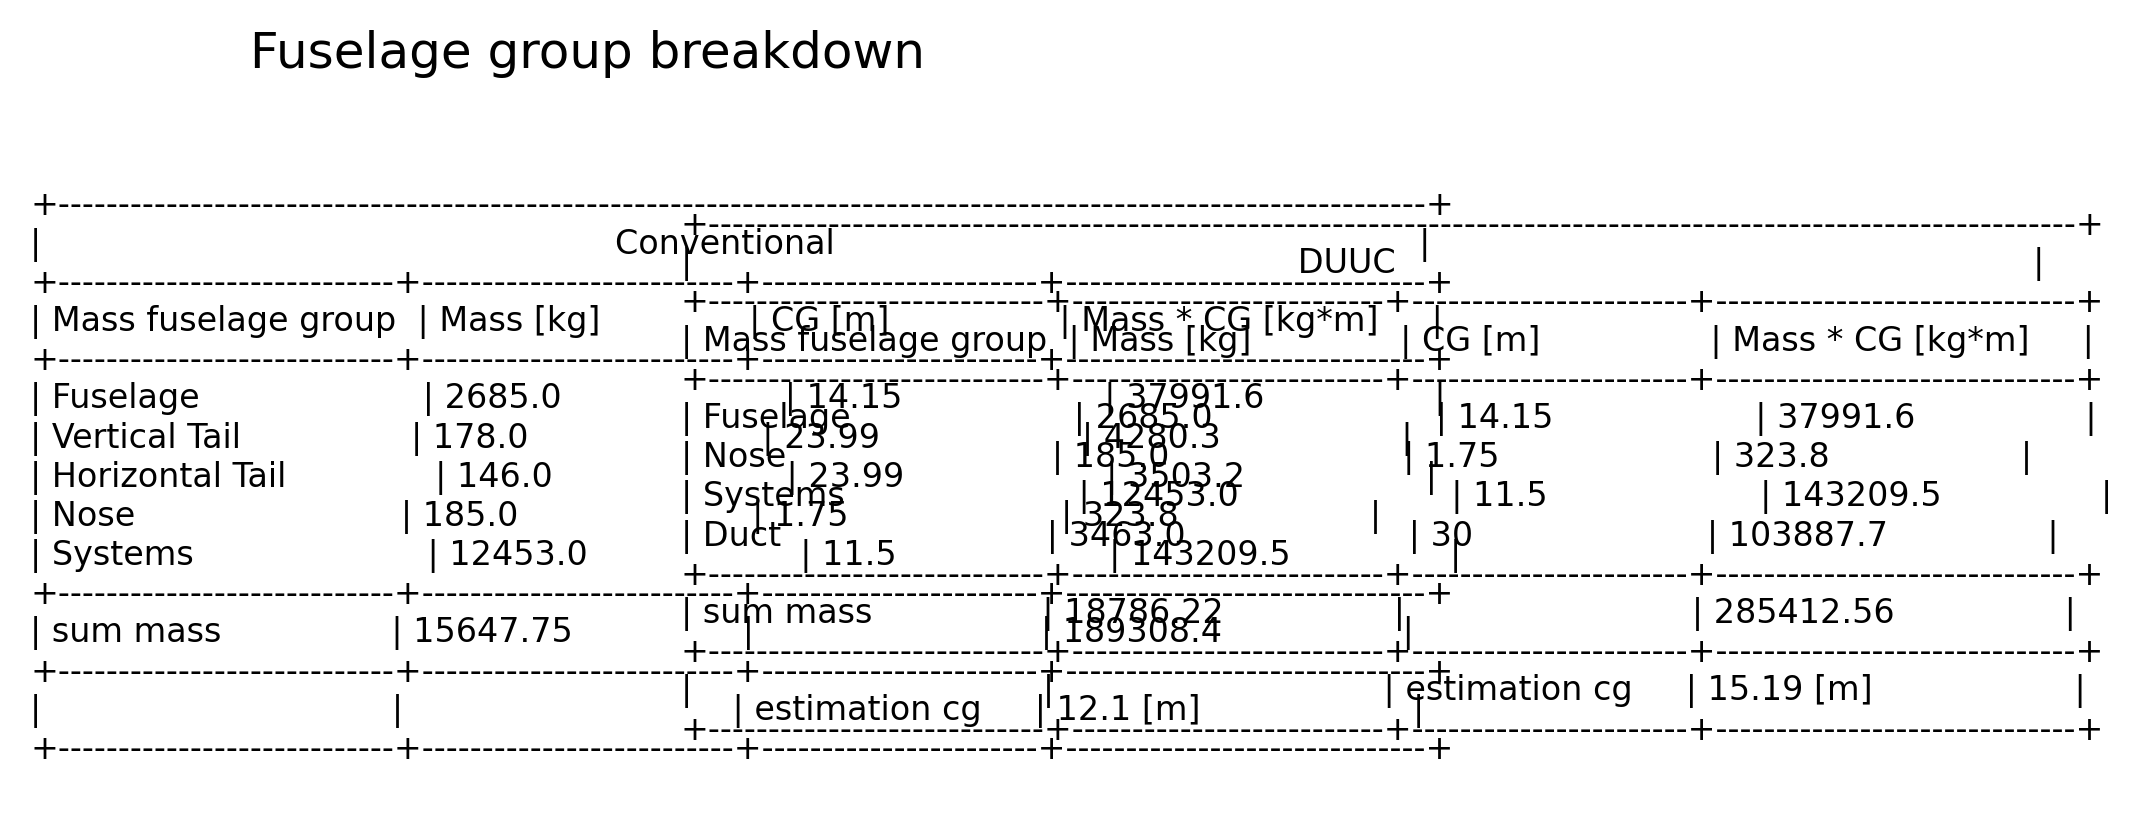 Fuselage group breakdown
+--------------------------------------------------------------------------------------------------------------------+
| Conventional |
+----------------------------+--------------------------+------------------------+------------------------------+
| Mass fuselage group | Mass [kg] | CG [m] | Mass * CG [kg*m] |
+----------------------------+--------------------------+------------------------+------------------------------+
| Fuselage | 2685.0 | 14.15 | 37991.6 |
| Vertical Tail | 178.0 | 23.99 | 4280.3 |
| Horizontal Tail | 146.0 | 23.99 | 3503.2 |
| Nose | 185.0 | 1.75 | 323.8 |
| Systems | 12453.0 | 11.5 | 143209.5 |
+----------------------------+--------------------------+------------------------+------------------------------+
| sum mass | 15647.75 | | 189308.4 |
+----------------------------+--------------------------+------------------------+------------------------------+
| | | estimation cg | 12.1 [m] |
+----------------------------+--------------------------+------------------------+------------------------------+
+--------------------------------------------------------------------------------------------------------------------+
| DUUC |
+----------------------------+--------------------------+------------------------+------------------------------+
| Mass fuselage group | Mass [kg] | CG [m] | Mass * CG [kg*m] |
+----------------------------+--------------------------+------------------------+------------------------------+
| Fuselage | 2685.0 | 14.15 | 37991.6 |
| Nose | 185.0 | 1.75 | 323.8 |
| Systems | 12453.0 | 11.5 | 143209.5 |
| Duct | 3463.0 | 30 | 103887.7 |
+----------------------------+--------------------------+------------------------+------------------------------+
| sum mass | 18786.22 | | 285412.56 |
+----------------------------+--------------------------+------------------------+------------------------------+
| | | estimation cg | 15.19 [m] |
+----------------------------+--------------------------+------------------------+------------------------------+